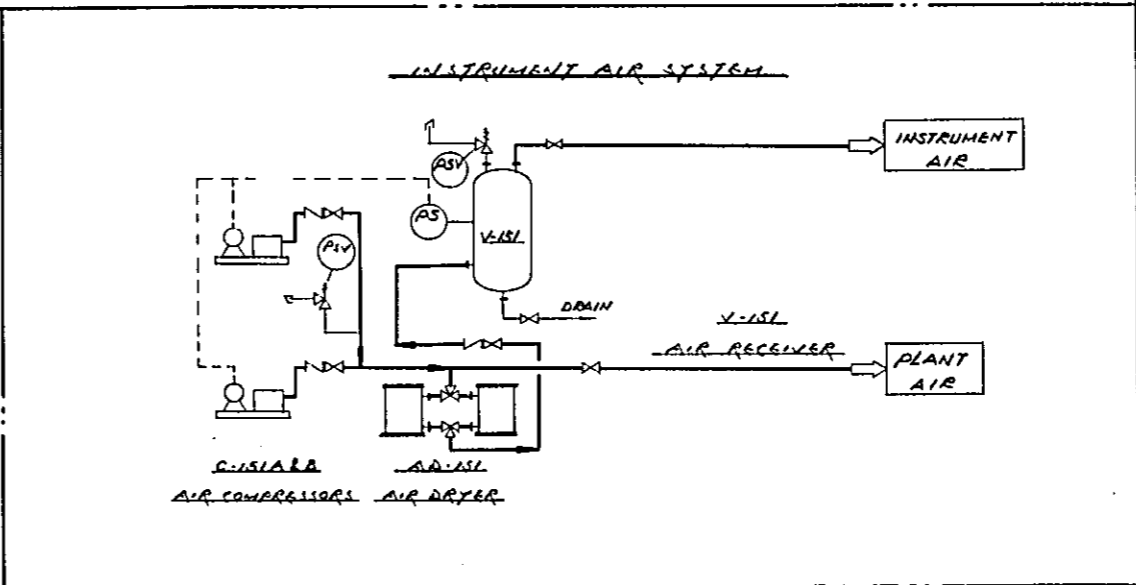 INSTRUMENT AIR SYSTEM
INSTRUMENT
AIR
PSV
PS
V-151
PSV
DRAIN
V-151
AIR RECEIVER
PLANT
AIR
C-151A&B
AIR COMPRESSORS
AD-151
AIR DRYER